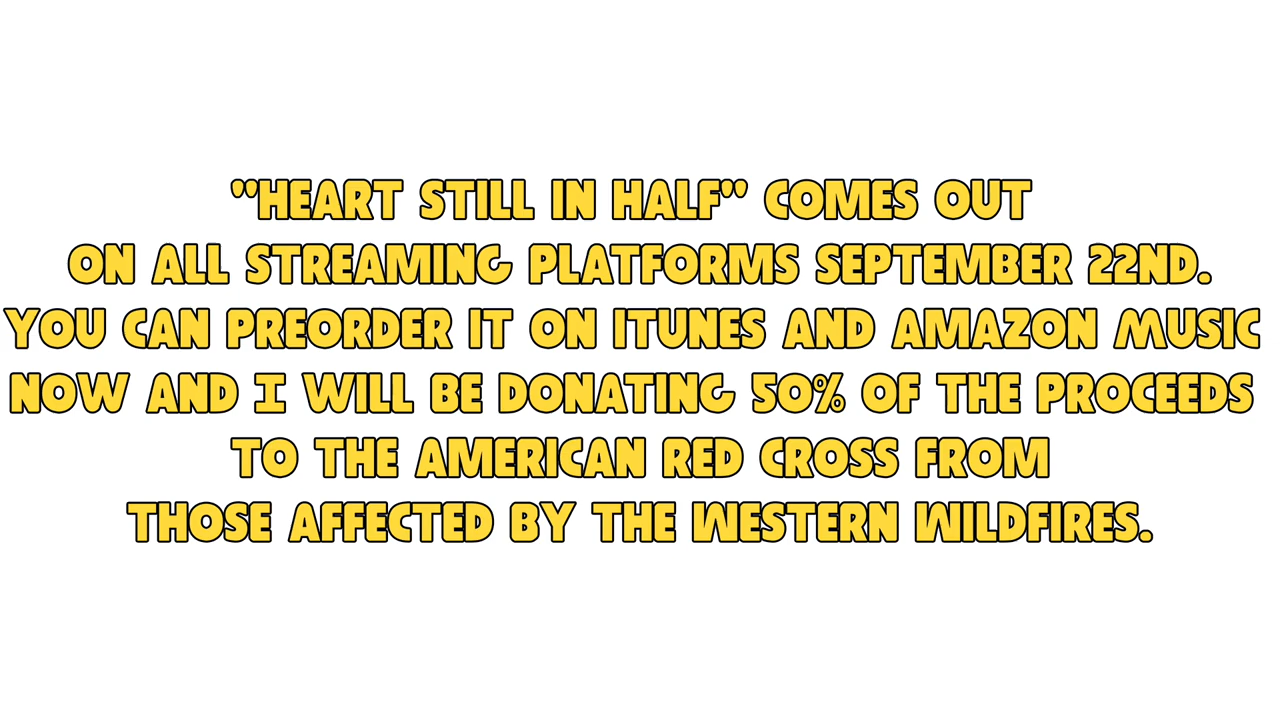 "HEART STILL IN HALF" COMES OUT
ON ALL STREAMING PLATFORMS SEPTEMBER 22ND.
YOU CAN PREORDER IT ON ITUNES AND AMAZON MUSIC
NOW AND I WILL BE DONATING 50% OF THE PROCEEDS
TO THE AMERICAN RED CROSS FROM
THOSE AFFECTED BY THE WESTERN WILDFIRES.